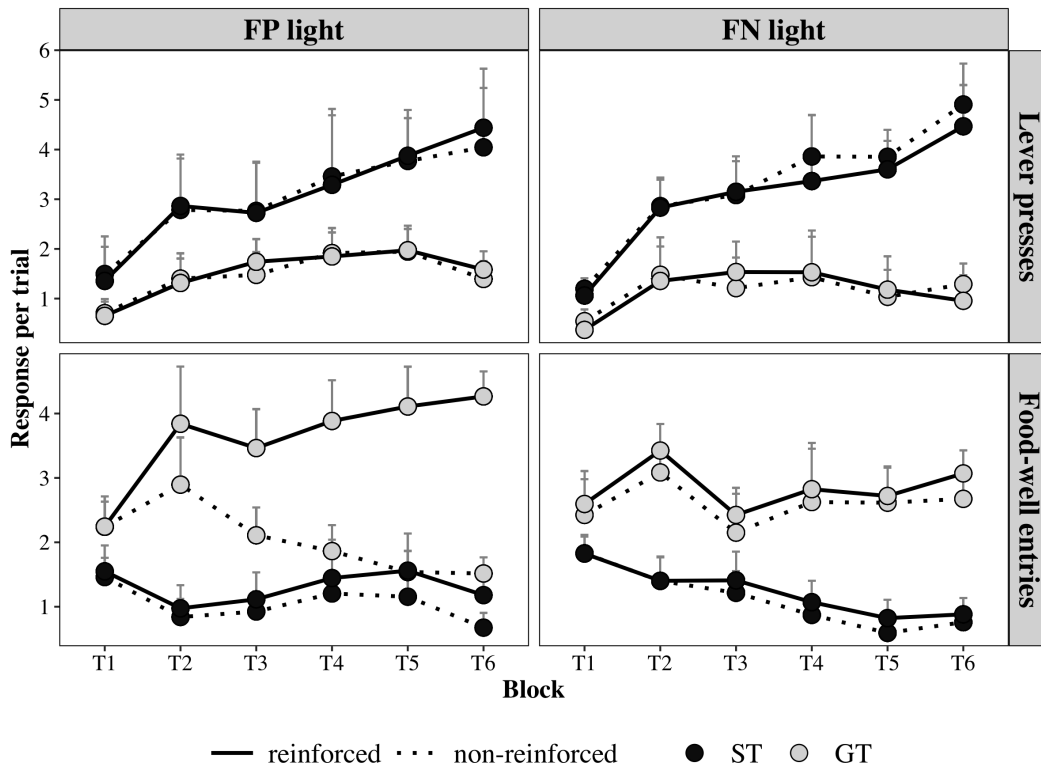 FP light
FN light
6
5
4
3
2
1
Lever presses
Response per trial
4
3
2
1
Food-well entries
T1 T2 T3 T4 T5 T6
T1 T2 T3 T4 T5 T6
Block
reinforced non-reinforced ST GT